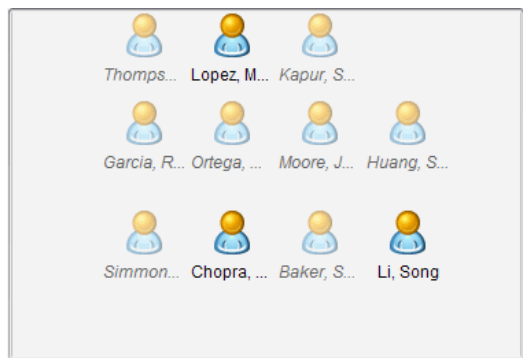 Thomps... Lopez, M... Kapur, S...
Garcia, R... Ortega, ... Moore, J... Huang, S...
Simmon... Chopra, ... Baker, S... Li, Song